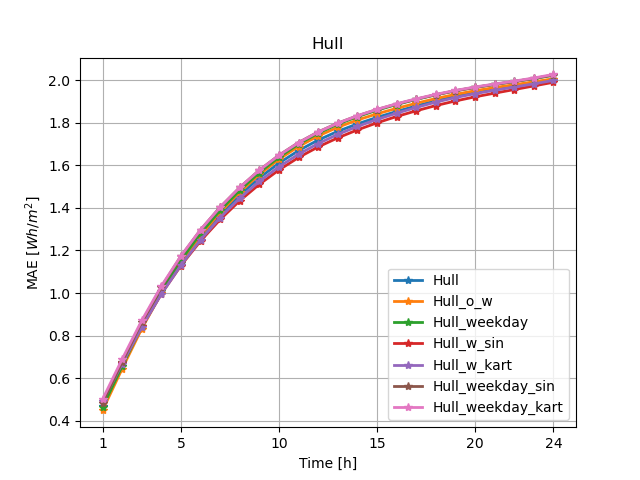 Hull
MAE [Wh/m²]
2.0
1.8
1.6
1.4
1.2
1.0
0.8
0.6
0.4
Hull
Hull_o_w
Hull_weekday
Hull_w_sin
Hull_w_kart
Hull_weekday_sin
Hull_weekday_kart
1 5 10 15 20 24
Time [h]